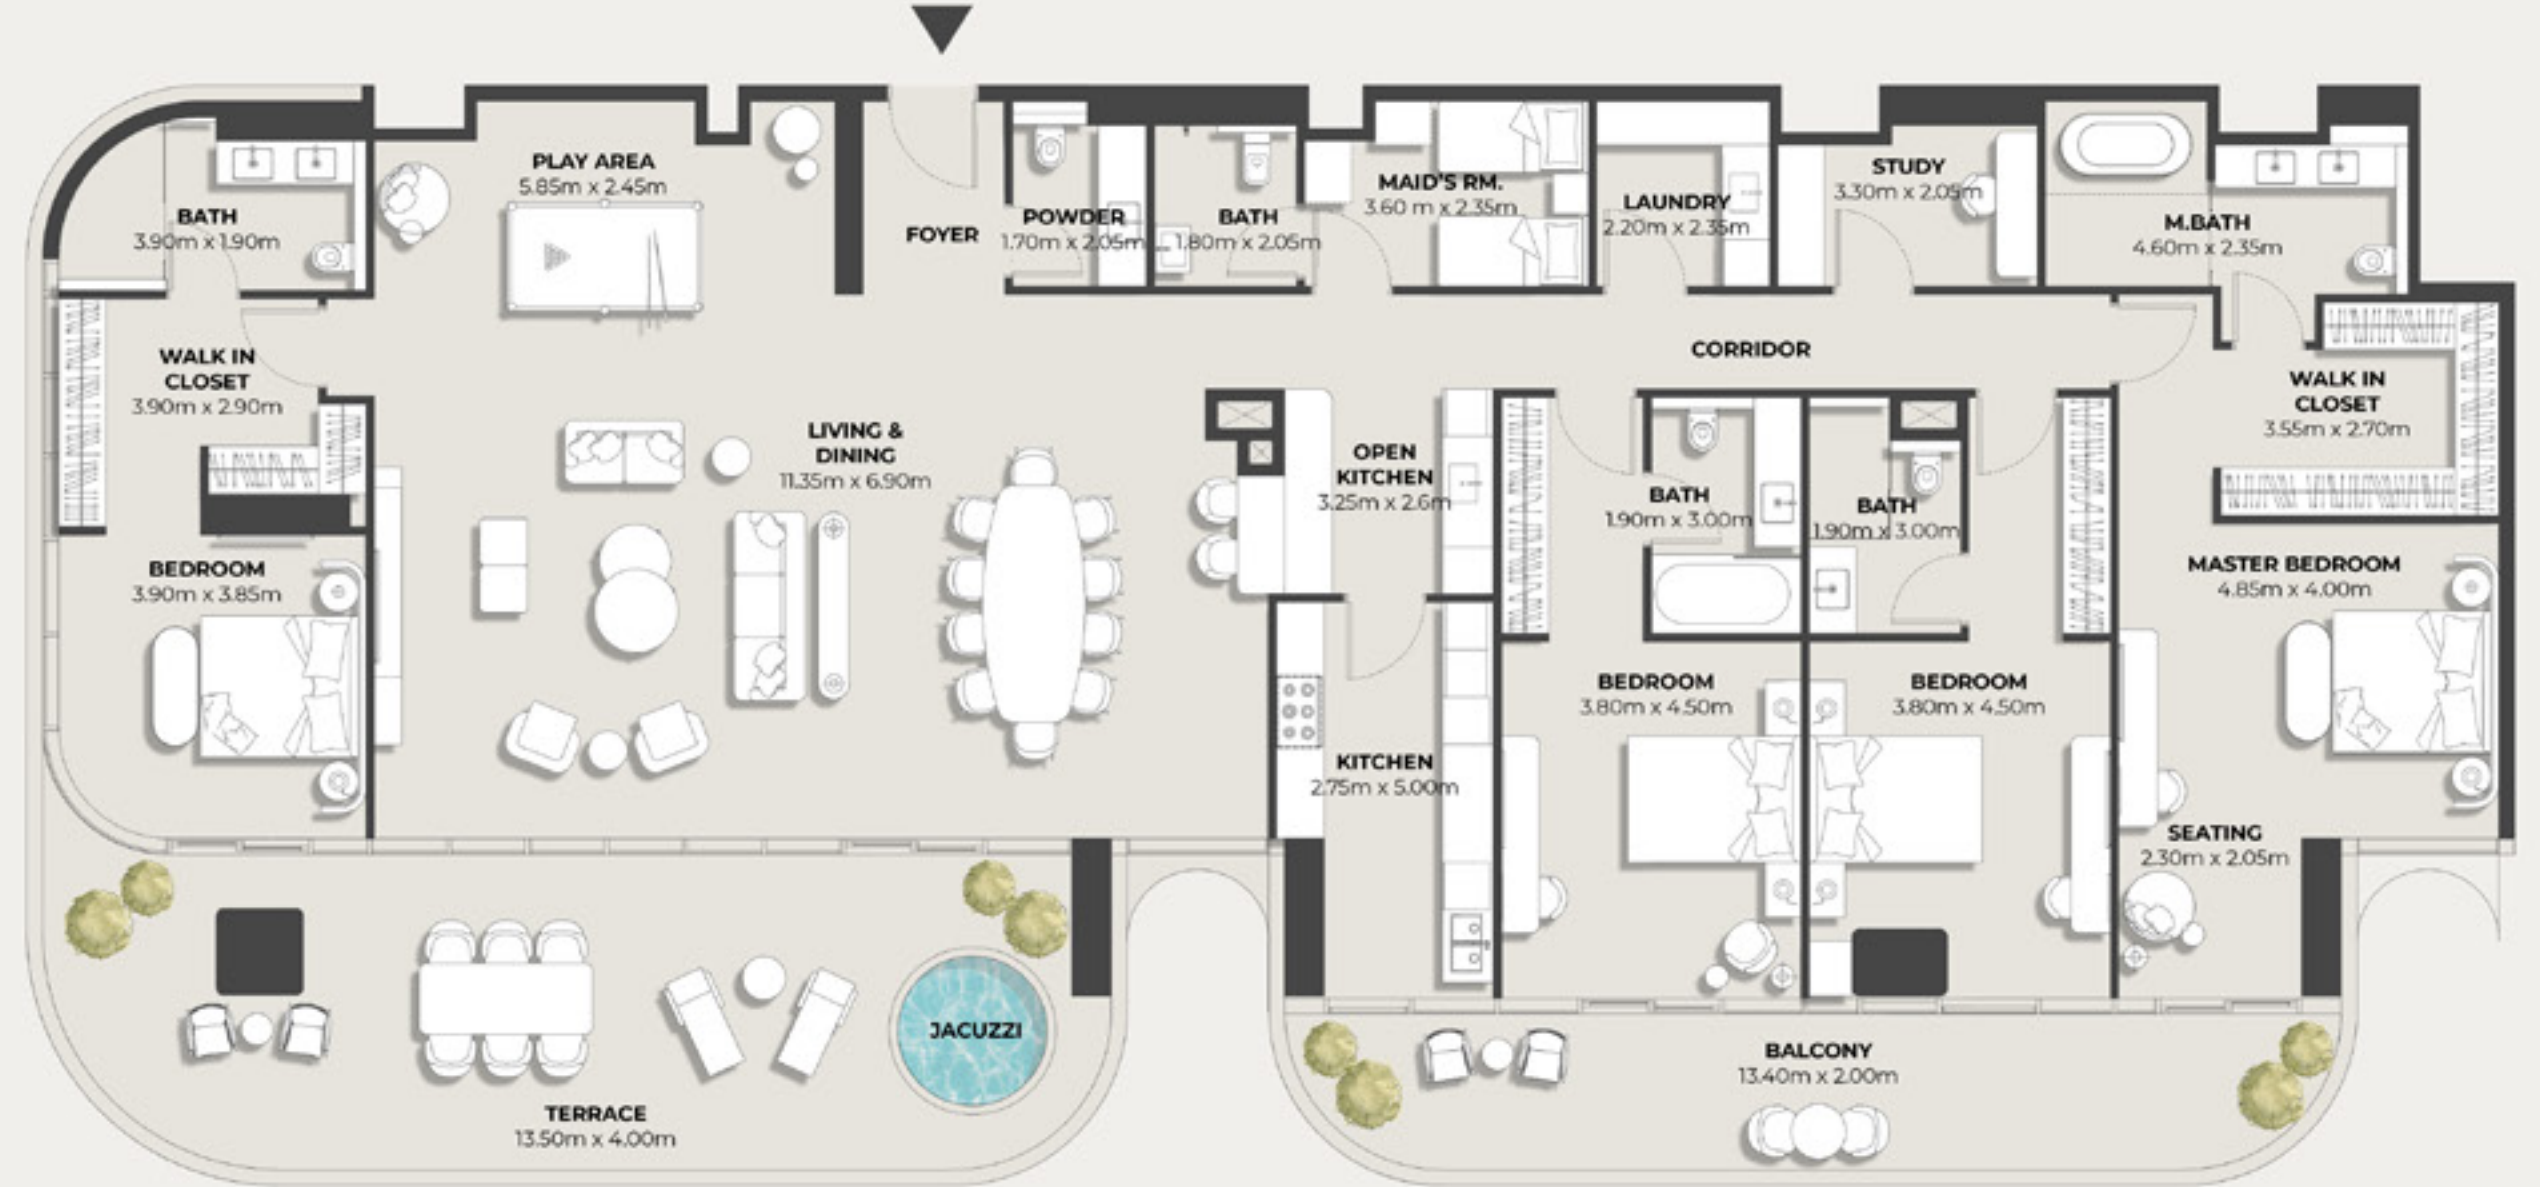 PLAY AREA
5.85m x 2.45m
BATH
3.90m x 1.90m
FOYER
POWDER
1.70m x 2.05m
BATH
1.80m x 2.05m
MAID'S RM.
3.60 m x 2.35m
LAUNDRY
2.20m x 2.35m
STUDY
3.30m x 2.05m
M.BATH
4.60m x 2.35m
WALK IN
CLOSET
3.90m x 2.90m
CORRIDOR
WALK IN
CLOSET
3.55m x 2.70m
LIVING &
DINING
11.35m x 6.90m
OPEN
KITCHEN
3.25m x 2.6m
BATH
1.90m x 3.00m
BATH
1.90m x 3.00m
BEDROOM
3.90m x 3.85m
MASTER BEDROOM
4.85m x 4.00m
BEDROOM
3.80m x 4.50m
BEDROOM
3.80m x 4.50m
KITCHEN
2.75m x 5.00m
SEATING
2.30m x 2.05m
JACUZZI
TERRACE
13.50m x 4.00m
BALCONY
13.40m x 2.00m